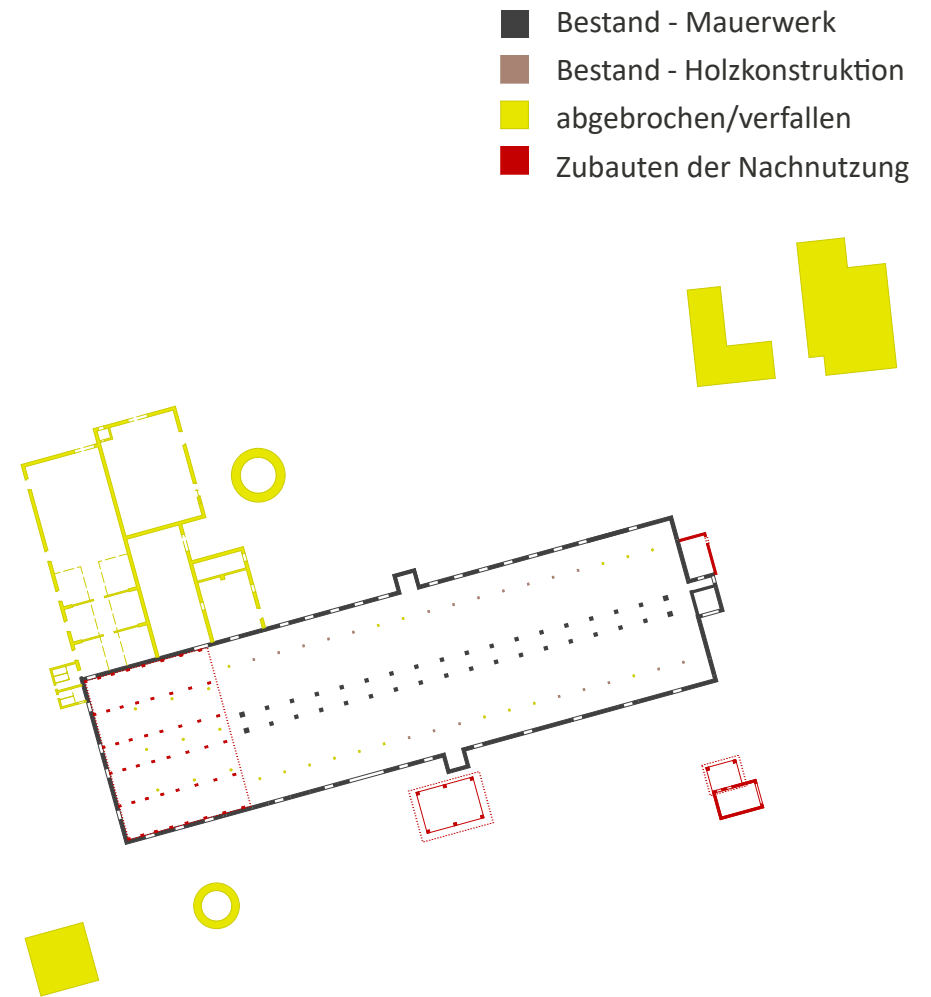 Bestand - Mauerwerk
Bestand - Holzkonstruktion
abgebrochen/verfallen
Zubauten der Nachnutzung